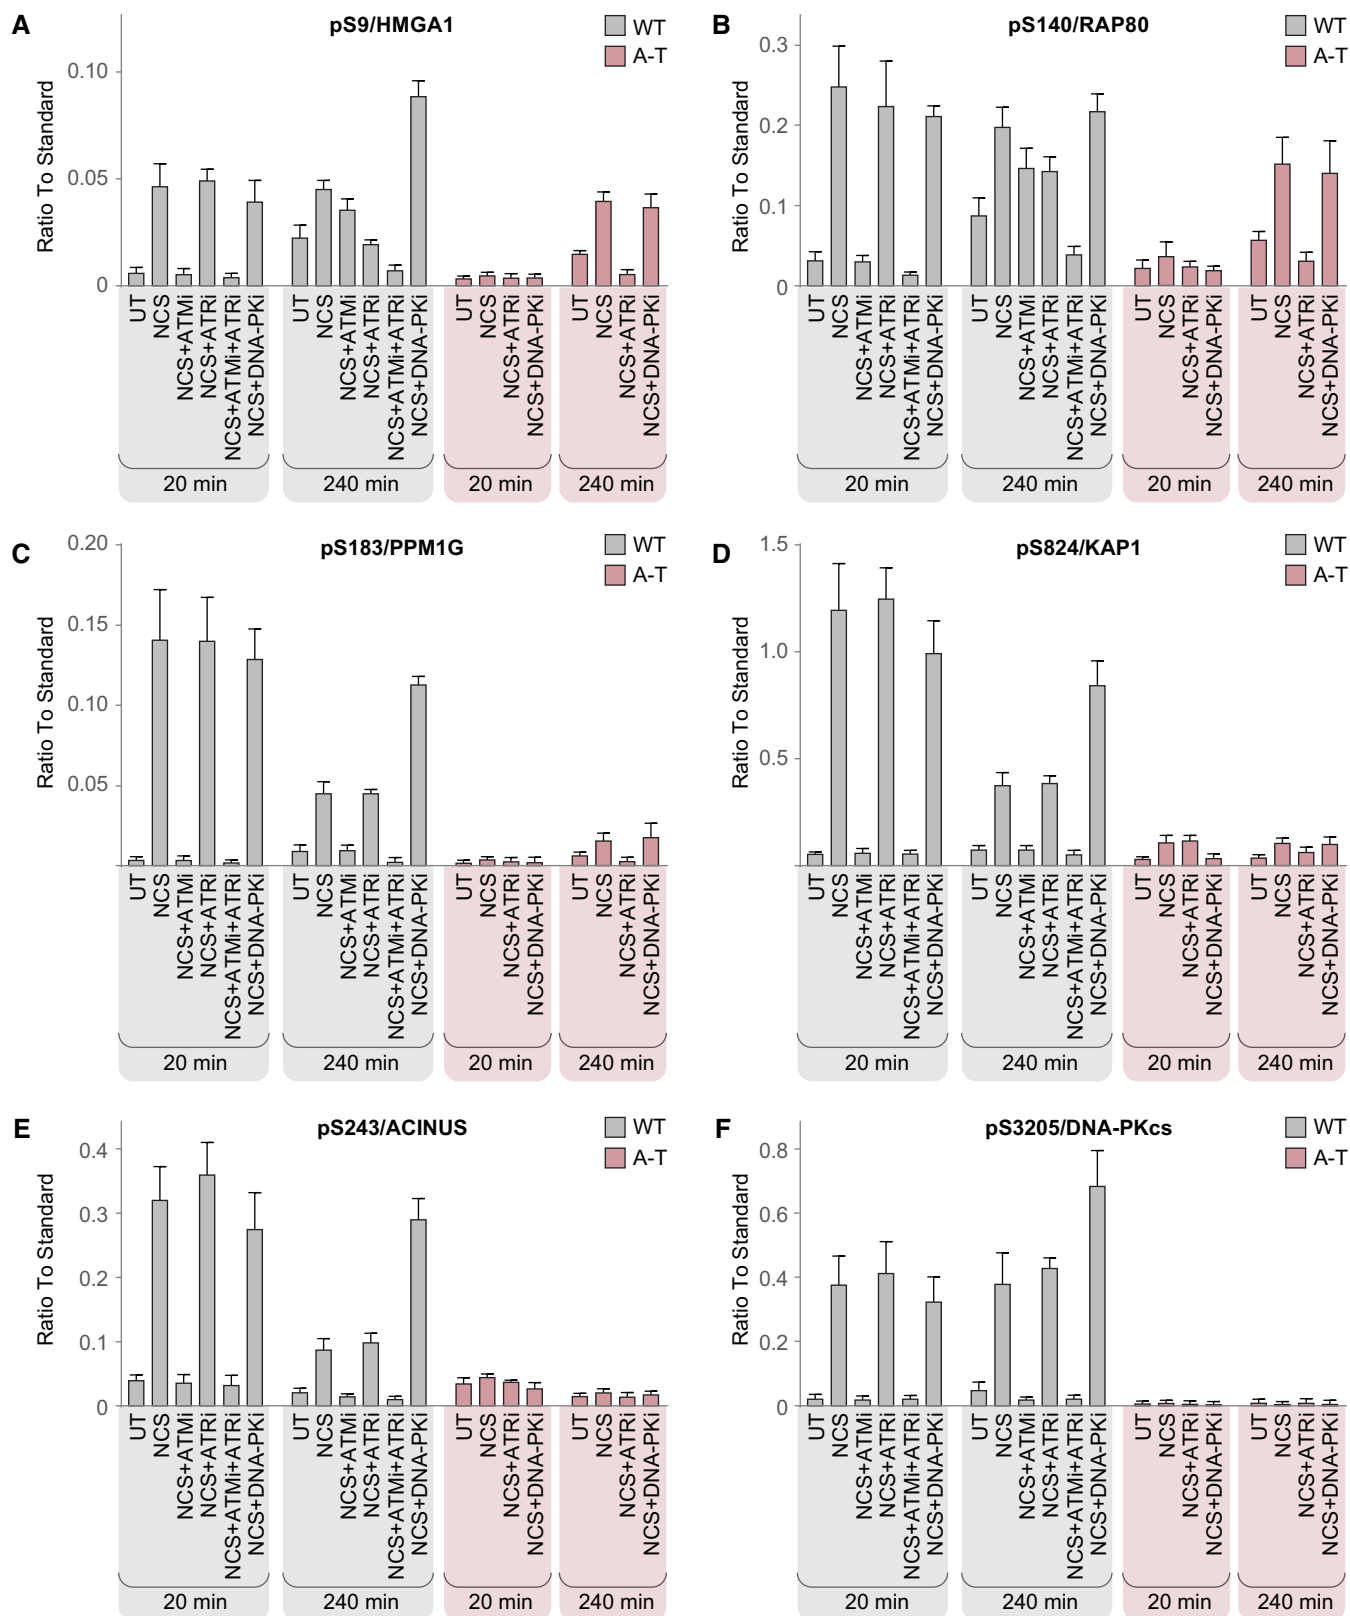 A
pS9/HMGA1
WT
A-T
Ratio To Standard
0.10
0.05
0
UT
NCS
NCS+ATMi
NCS+ATRi
NCS+ATMi+ATRi
NCS+DNA-PKi
UT
NCS
NCS+ATMi
NCS+ATRi
NCS+ATMi+ATRi
NCS+DNA-PKi
UT
NCS
NCS+ATRi
NCS+DNA-PKi
UT
NCS
NCS+ATRi
NCS+DNA-PKi
20 min
240 min
20 min
240 min
B
pS140/RAP80
WT
A-T
Ratio To Standard
0.3
0.2
0.1
0
UT
NCS
NCS+ATMi
NCS+ATRi
NCS+ATMi+ATRi
NCS+DNA-PKi
UT
NCS
NCS+ATMi
NCS+ATRi
NCS+ATMi+ATRi
NCS+DNA-PKi
UT
NCS
NCS+ATRi
NCS+DNA-PKi
UT
NCS
NCS+ATRi
NCS+DNA-PKi
20 min
240 min
20 min
240 min
C
pS183/PPM1G
WT
A-T
Ratio To Standard
0.20
0.15
0.10
0.05
UT
NCS
NCS+ATMi
NCS+ATRi
NCS+ATMi+ATRi
NCS+DNA-PKi
UT
NCS
NCS+ATMi
NCS+ATRi
NCS+ATMi+ATRi
NCS+DNA-PKi
UT
NCS
NCS+ATRi
NCS+DNA-PKi
UT
NCS
NCS+ATRi
NCS+DNA-PKi
20 min
240 min
20 min
240 min
D
pS824/KAP1
WT
A-T
Ratio To Standard
1.5
1.0
0.5
UT
NCS
NCS+ATMi
NCS+ATRi
NCS+ATMi+ATRi
NCS+DNA-PKi
UT
NCS
NCS+ATMi
NCS+ATRi
NCS+ATMi+ATRi
NCS+DNA-PKi
UT
NCS
NCS+ATRi
NCS+DNA-PKi
UT
NCS
NCS+ATRi
NCS+DNA-PKi
20 min
240 min
20 min
240 min
E
pS243/ACINUS
WT
A-T
Ratio To Standard
0.4
0.3
0.2
0.1
0
UT
NCS
NCS+ATMi
NCS+ATRi
NCS+ATMi+ATRi
NCS+DNA-PKi
UT
NCS
NCS+ATMi
NCS+ATRi
NCS+ATMi+ATRi
NCS+DNA-PKi
UT
NCS
NCS+ATRi
NCS+DNA-PKi
UT
NCS
NCS+ATRi
NCS+DNA-PKi
20 min
240 min
20 min
240 min
F
pS3205/DNA-PKcs
WT
A-T
Ratio To Standard
0.8
0.6
0.4
0.2
0
UT
NCS
NCS+ATMi
NCS+ATRi
NCS+ATMi+ATRi
NCS+DNA-PKi
UT
NCS
NCS+ATMi
NCS+ATRi
NCS+ATMi+ATRi
NCS+DNA-PKi
UT
NCS
NCS+ATRi
NCS+DNA-PKi
UT
NCS
NCS+ATRi
NCS+DNA-PKi
20 min
240 min
20 min
240 min